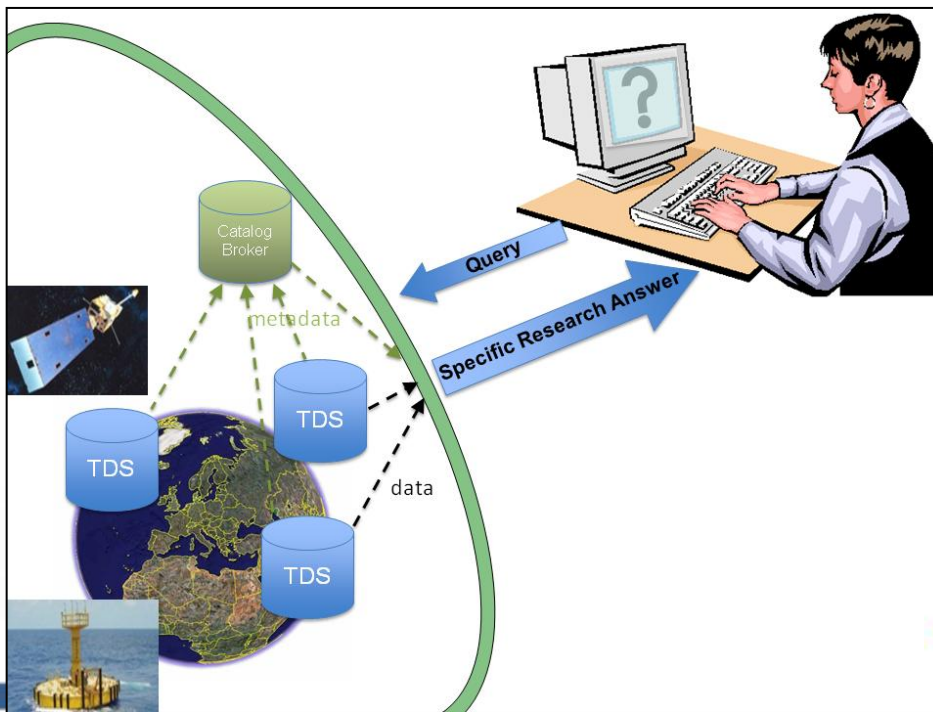 ?
Catalog
Broker
Query
metadata
Specific Research Answer
TDS
TDS
data
TDS